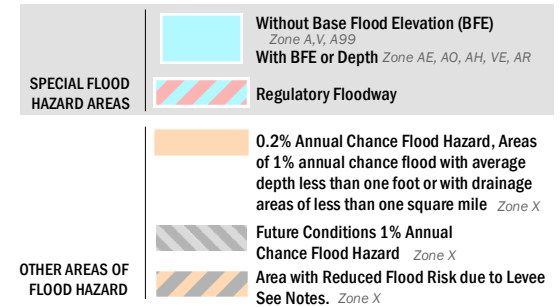 Without Base Flood Elevation (BFE)
Zone A,V, A99
With BFE or Depth Zone AE, AO, AH, VE, AR
SPECIAL FLOOD
HAZARD AREAS
Regulatory Floodway
0.2% Annual Chance Flood Hazard, Areas
of 1% annual chance flood with average
depth less than one foot or with drainage
areas of less than one square mile Zone X
Future Conditions 1% Annual
Chance Flood Hazard Zone X
OTHER AREAS OF
FLOOD HAZARD
Area with Reduced Flood Risk due to Levee
See Notes. Zone X